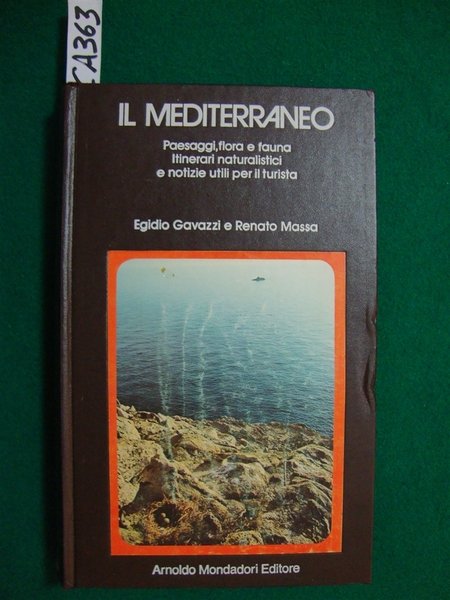 CA363
IL MEDITERRANEO
Paesaggi,flora e fauna
Itinerari naturalistici
e notizie utili per il turista
Egidio Gavazzi e Renato Massa
Arnoldo Mondadori Editore